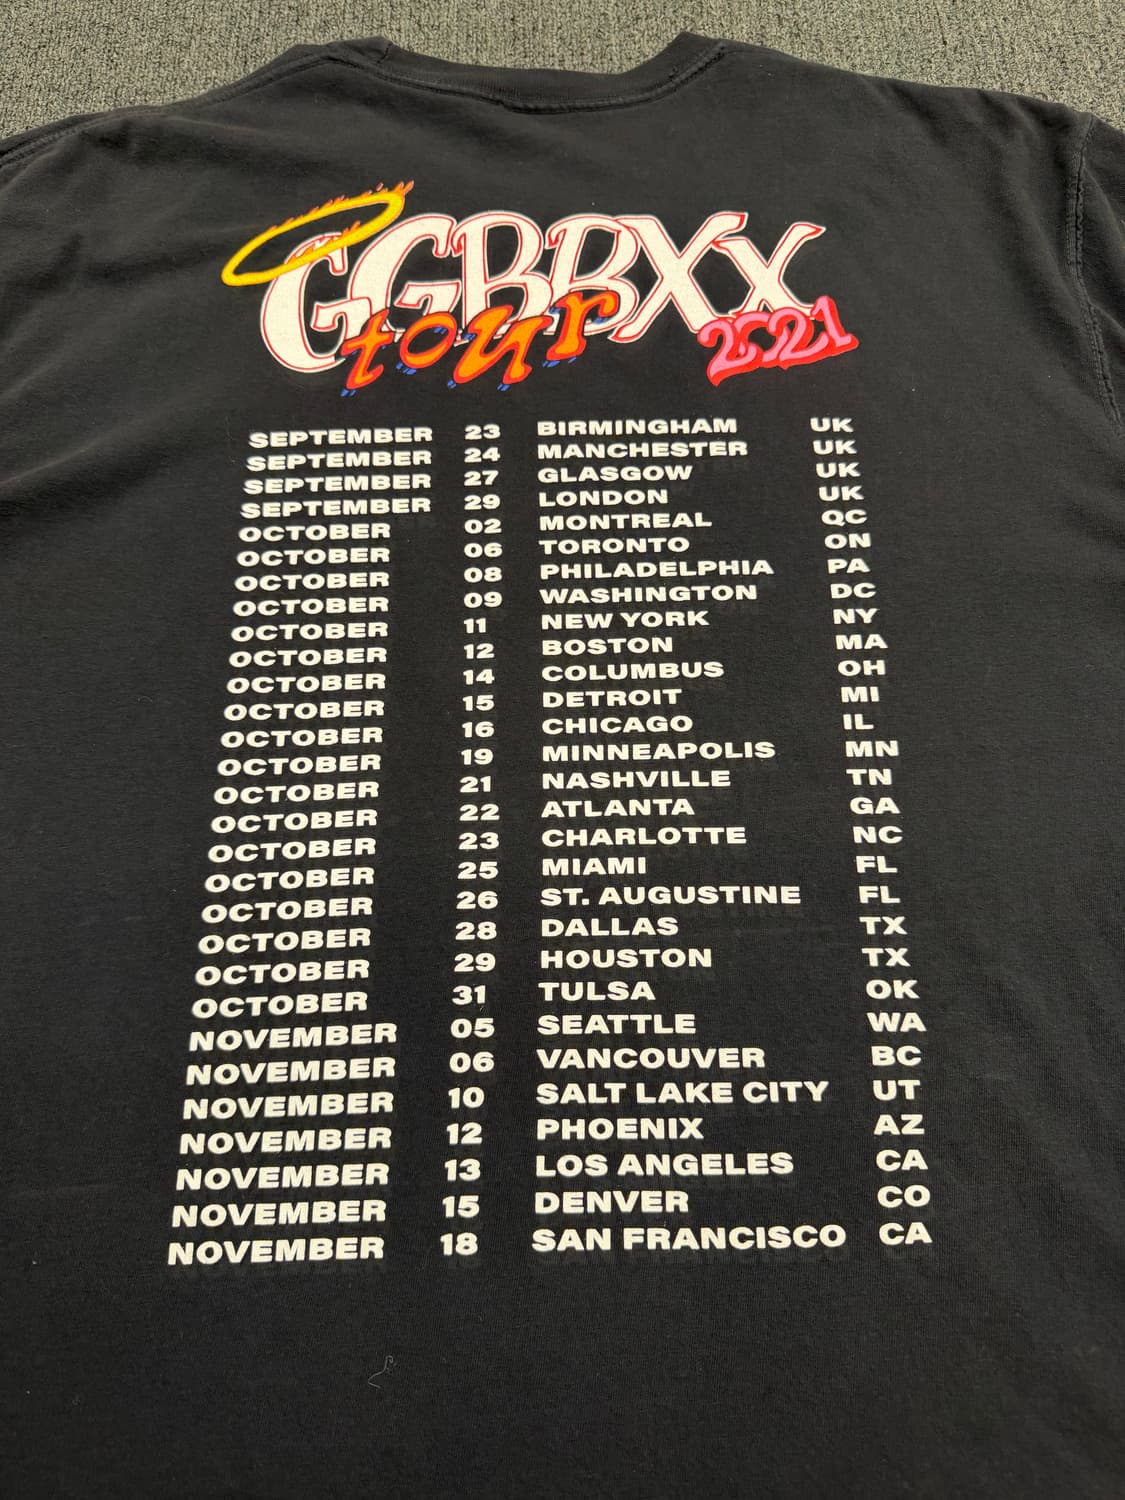 GGBBXX
tour
2021
SEPTEMBER 23 BIRMINGHAM UK
SEPTEMBER 24 MANCHESTER UK
SEPTEMBER 27 GLASGOW UK
SEPTEMBER 29 LONDON UK
OCTOBER 02 MONTREAL QC
OCTOBER 06 TORONTO ON
OCTOBER 08 PHILADELPHIA PA
OCTOBER 09 WASHINGTON DC
OCTOBER 11 NEW YORK NY
OCTOBER 12 BOSTON MA
OCTOBER 14 COLUMBUS OH
OCTOBER 15 DETROIT MI
OCTOBER 16 CHICAGO IL
OCTOBER 19 MINNEAPOLIS MN
OCTOBER 21 NASHVILLE TN
OCTOBER 22 ATLANTA GA
OCTOBER 23 CHARLOTTE NC
OCTOBER 25 MIAMI FL
OCTOBER 26 ST. AUGUSTINE FL
OCTOBER 28 DALLAS TX
OCTOBER 29 HOUSTON TX
OCTOBER 31 TULSA OK
NOVEMBER 05 SEATTLE WA
NOVEMBER 06 VANCOUVER BC
NOVEMBER 10 SALT LAKE CITY UT
NOVEMBER 12 PHOENIX AZ
NOVEMBER 13 LOS ANGELES CA
NOVEMBER 15 DENVER CO
NOVEMBER 18 SAN FRANCISCO CA